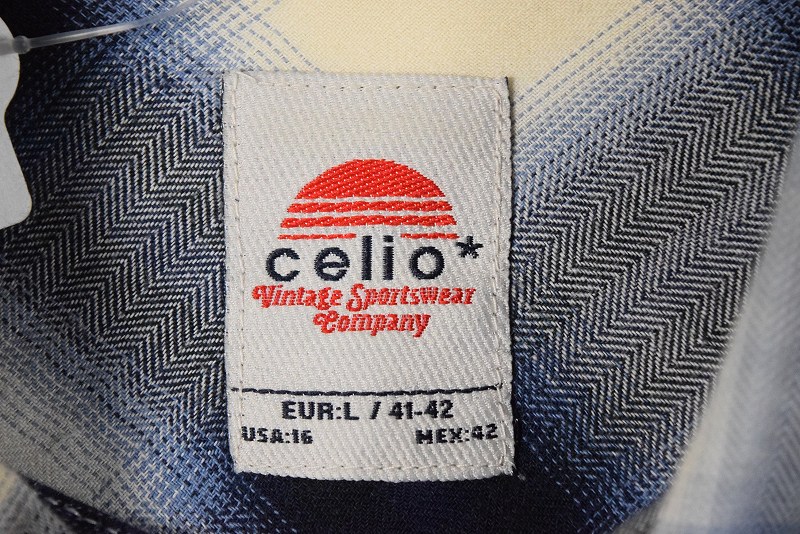 celio*
Vintage Sportswear
Company
EUR:L / 41-42
USA:16 MEX:42